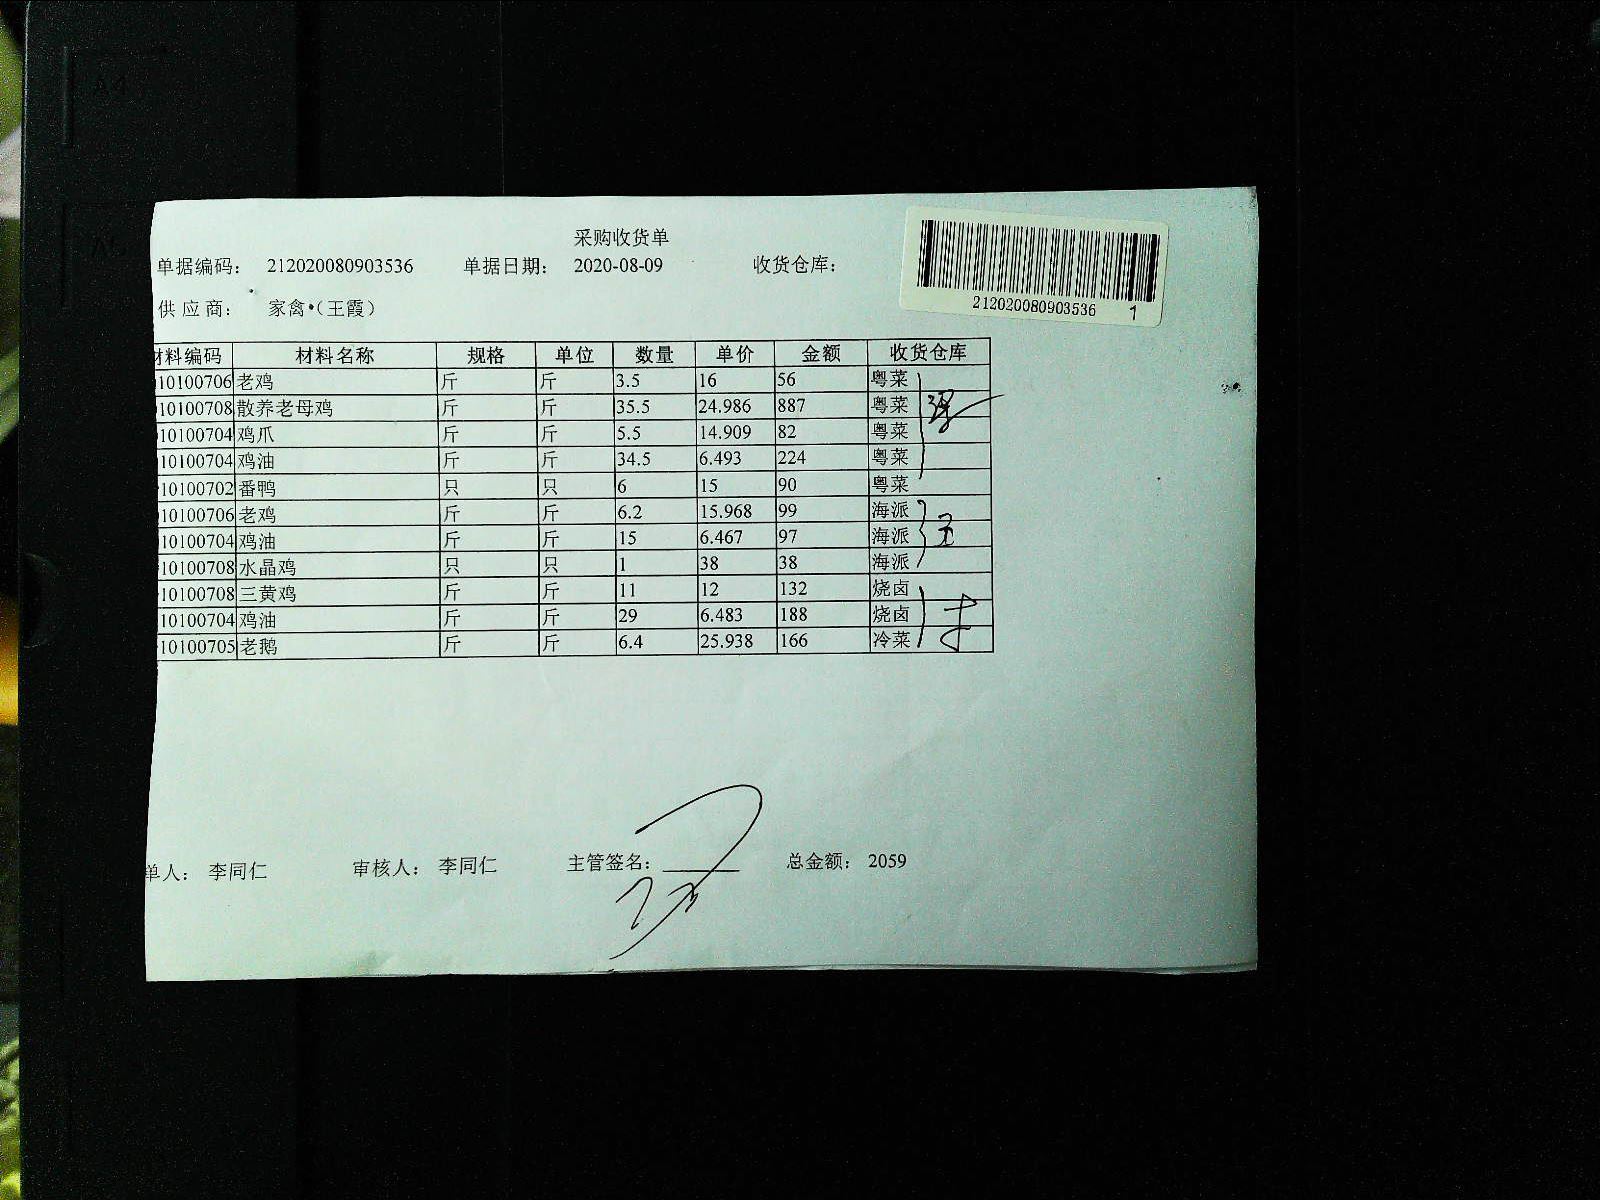 采购收货单
单据编码： 212020080903536 单据日期： 2020-08-09 收货仓库：
212020080903536 1
供应商： 家禽•（王霞）
材料编码 材料名称 规格 单位 数量 单价 金额 收货仓库
10100706 老鸡 斤 斤 3.5 16 56 粤菜
10100708 散养老母鸡 斤 斤 35.5 24.986 887 粤菜
10100704 鸡爪 斤 斤 5.5 14.909 82 粤菜
10100704 鸡油 斤 斤 34.5 6.493 224 粤菜
10100702 番鸭 只 只 6 15 90 粤菜
10100706 老鸡 斤 斤 6.2 15.968 99 海派
10100704 鸡油 斤 斤 15 6.467 97 海派
10100708 水晶鸡 只 只 1 38 38 海派
10100708 三黄鸡 斤 斤 11 12 132 烧卤
10100704 鸡油 斤 斤 29 6.483 188 烧卤
10100705 老鹅 斤 斤 6.4 25.938 166 冷菜
单人： 李同仁 审核人： 李同仁 主管签名： 总金额： 2059